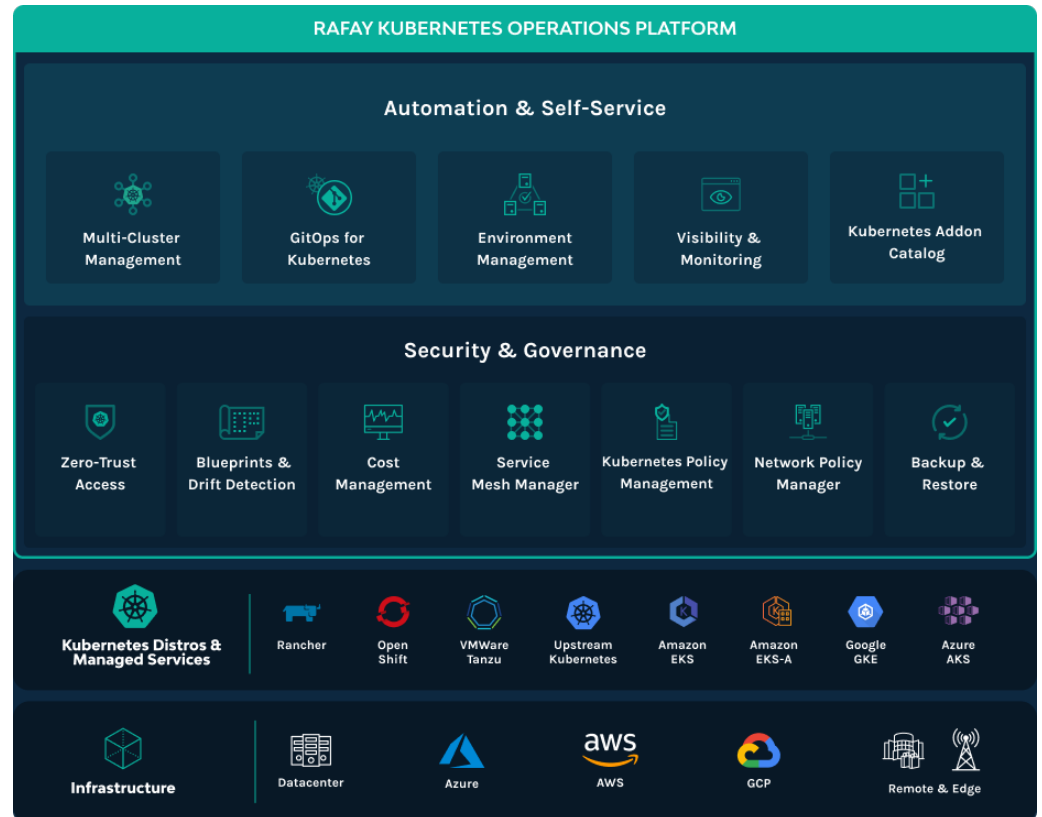 RAFAY KUBERNETES OPERATIONS PLATFORM
Automation & Self-Service
Multi-Cluster
Management
GitOps for
Kubernetes
Environment
Management
Visibility &
Monitoring
Kubernetes Addon
Catalog
Security & Governance
Zero-Trust
Access
Blueprints &
Drift Detection
Cost
Management
Service
Mesh Manager
Kubernetes Policy
Management
Network Policy
Manager
Backup &
Restore
Kubernetes Distros &
Managed Services
Rancher
Open
Shift
VMWare
Tanzu
Upstream
Kubernetes
K
Amazon
EKS
K
Amazon
EKS-A
Google
GKE
Azure
AKS
Infrastructure
Datacenter
Azure
aws
AWS
GCP
Remote & Edge